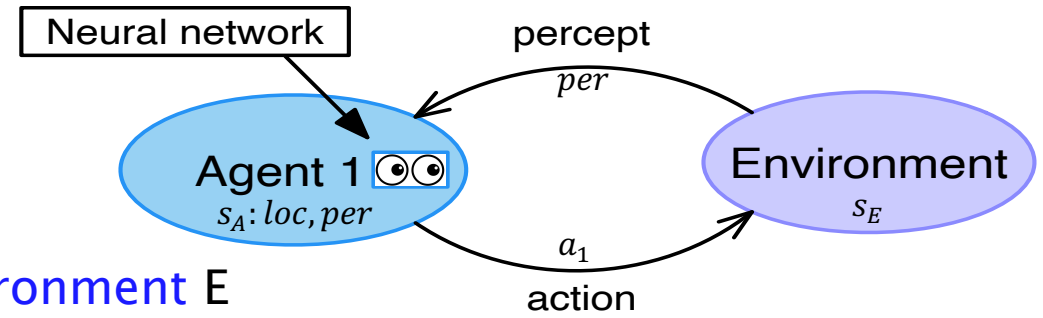 Neural network
percept
per
Agent 1
Environment
s_A: loc, per
s_E
a_1
ronment E
action